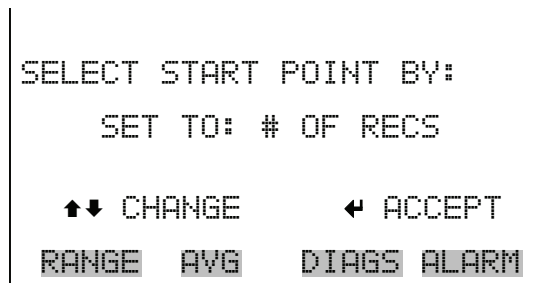 SELECT START POINT BY:
SET TO: # OF RECS
⬆⬇ CHANGE ↵ ACCEPT
RANGE AVG DIAGS ALARM